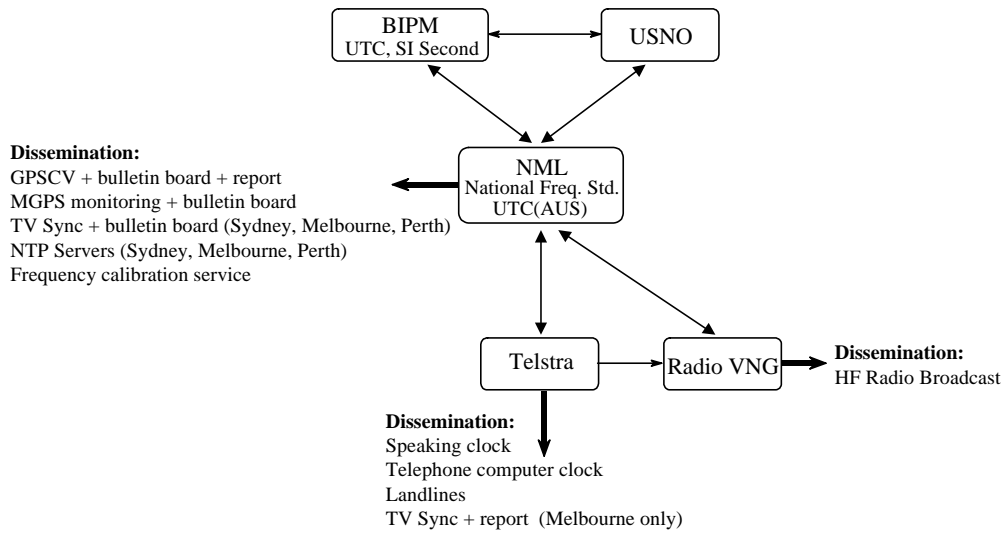 BIPM
UTC, SI Second
USNO
NML
National Freq. Std.
UTC(AUS)
Dissemination:
GPSCV + bulletin board + report
MGPS monitoring + bulletin board
TV Sync + bulletin board (Sydney, Melbourne, Perth)
NTP Servers (Sydney, Melbourne, Perth)
Frequency calibration service
Telstra
Radio VNG
Dissemination:
HF Radio Broadcast
Dissemination:
Speaking clock
Telephone computer clock
Landlines
TV Sync + report (Melbourne only)